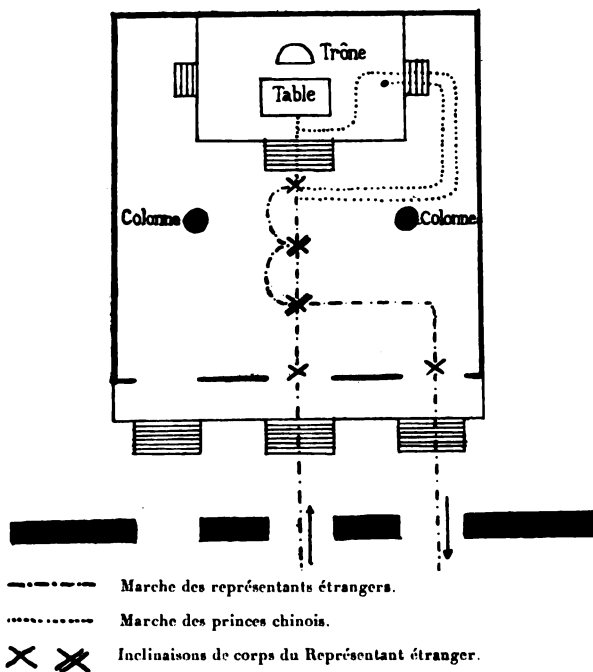 Trône
Table
Colonne
Colonne
Marche des représentants étrangers.
Marche des princes chinois.
Inclinaisons de corps du Représentant étranger.